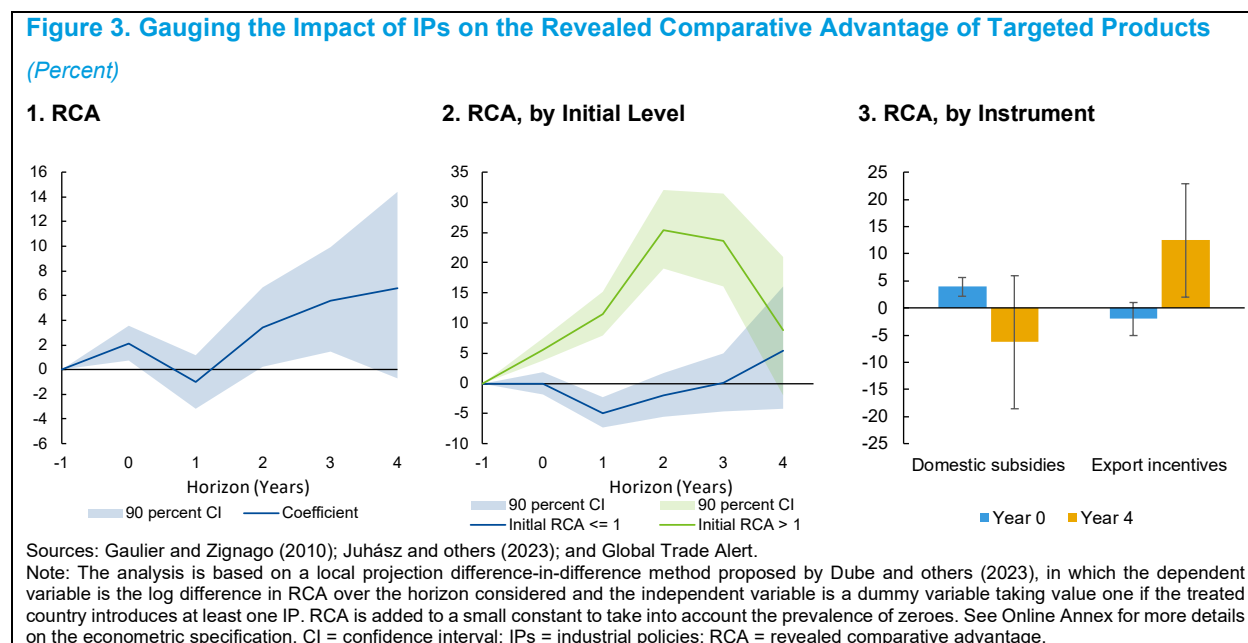 Figure 3. Gauging the Impact of IPs on the Revealed Comparative Advantage of Targeted Products
(Percent)
1. RCA
16
14
12
10
8
6
4
2
0
-2
-4
-6
-1 0 1 2 3 4
Horizon (Years)
90 percent CI Coefficient
2. RCA, by Initial Level
35
30
25
20
15
10
5
0
-5
-10
-1 0 1 2 3 4
Horizon (Years)
90 percent CI 90 percent CI
Initial RCA <= 1 Initial RCA > 1
3. RCA, by Instrument
25
20
15
10
5
0
-5
-10
-15
-20
-25
Domestic subsidies Export incentives
Year 0 Year 4
Sources: Gaulier and Zignago (2010); Juhász and others (2023); and Global Trade Alert.
Note: The analysis is based on a local projection difference-in-difference method proposed by Dube and others (2023), in which the dependent
variable is the log difference in RCA over the horizon considered and the independent variable is a dummy variable taking value one if the treated
country introduces at least one IP. RCA is added to a small constant to take into account the prevalence of zeroes. See Online Annex for more details
on the econometric specification. CI = confidence interval; IPs = industrial policies; RCA = revealed comparative advantage.